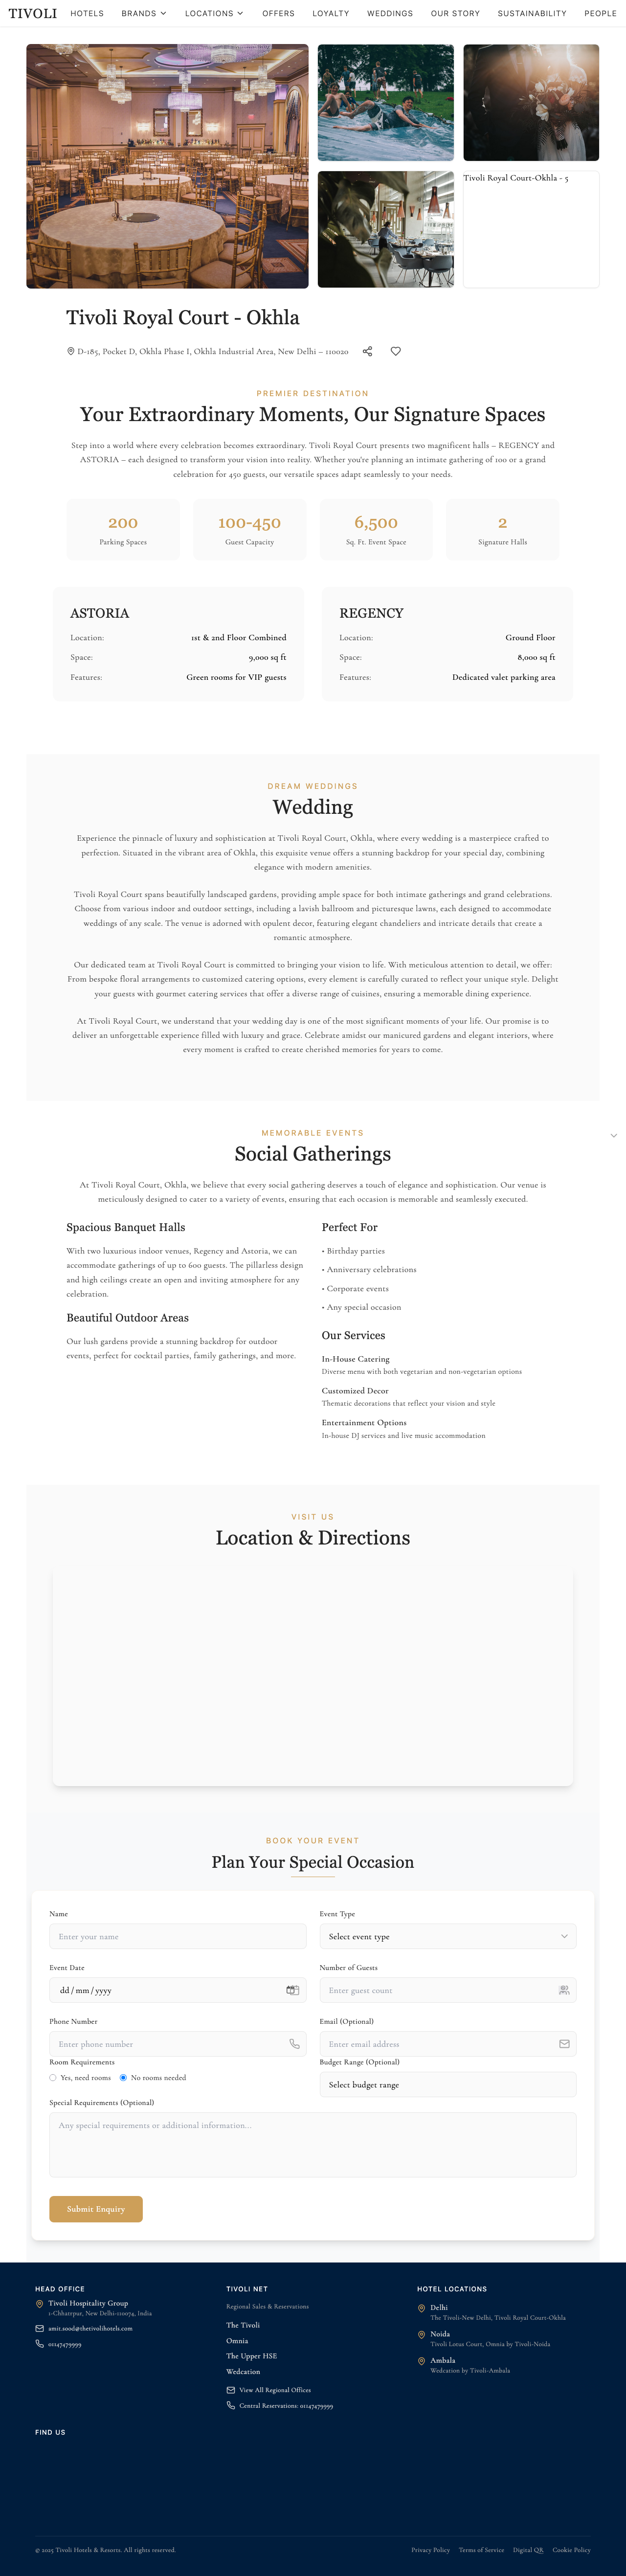 TIVOLI HOTELS BRANDS LOCATIONS OFFERS LOYALTY WEDDINGS OUR STORY SUSTAINABILITY PEOPLE
Tivoli Royal Court-Okhla - 5
Tivoli Royal Court - Okhla
D-185, Pocket D, Okhla Phase I, Okhla Industrial Area, New Delhi – 110020
PREMIER DESTINATION
Your Extraordinary Moments, Our Signature Spaces
Step into a world where every celebration becomes extraordinary. Tivoli Royal Court presents two magnificent halls – REGENCY and
ASTORIA – each designed to transform your vision into reality. Whether you're planning an intimate gathering of 100 or a grand
celebration for 450 guests, our versatile spaces adapt seamlessly to your needs.
200
Parking Spaces
100-450
Guest Capacity
6,500
Sq. Ft. Event Space
2
Signature Halls
ASTORIA
Location: 1st & 2nd Floor Combined
Space: 9,000 sq ft
Features: Green rooms for VIP guests
REGENCY
Location: Ground Floor
Space: 8,000 sq ft
Features: Dedicated valet parking area
DREAM WEDDINGS
Wedding
Experience the pinnacle of luxury and sophistication at Tivoli Royal Court, Okhla, where every wedding is a masterpiece crafted to
perfection. Situated in the vibrant area of Okhla, this exquisite venue offers a stunning backdrop for your special day, combining
elegance with modern amenities.
Tivoli Royal Court spans beautifully landscaped gardens, providing ample space for both intimate gatherings and grand celebrations.
Choose from various indoor and outdoor settings, including a lavish ballroom and picturesque lawns, each designed to accommodate
weddings of any scale. The venue is adorned with opulent decor, featuring elegant chandeliers and intricate details that create a
romantic atmosphere.
Our dedicated team at Tivoli Royal Court is committed to bringing your vision to life. With meticulous attention to detail, we offer:
From bespoke floral arrangements to customized catering options, every element is carefully curated to reflect your unique style. Delight
your guests with gourmet catering services that offer a diverse range of cuisines, ensuring a memorable dining experience.
At Tivoli Royal Court, we understand that your wedding day is one of the most significant moments of your life. Our promise is to
deliver an unforgettable experience filled with luxury and grace. Celebrate amidst our manicured gardens and elegant interiors, where
every moment is crafted to create cherished memories for years to come.
MEMORABLE EVENTS
Social Gatherings
At Tivoli Royal Court, Okhla, we believe that every social gathering deserves a touch of elegance and sophistication. Our venue is
meticulously designed to cater to a variety of events, ensuring that each occasion is memorable and seamlessly executed.
Spacious Banquet Halls
With two luxurious indoor venues, Regency and Astoria, we can
accommodate gatherings of up to 600 guests. The pillarless design
and high ceilings create an open and inviting atmosphere for any
celebration.
Beautiful Outdoor Areas
Our lush gardens provide a stunning backdrop for outdoor
events, perfect for cocktail parties, family gatherings, and more.
Perfect For
• Birthday parties
• Anniversary celebrations
• Corporate events
• Any special occasion
Our Services
In-House Catering
Diverse menu with both vegetarian and non-vegetarian options
Customized Decor
Thematic decorations that reflect your vision and style
Entertainment Options
In-house DJ services and live music accommodation
VISIT US
Location & Directions
BOOK YOUR EVENT
Plan Your Special Occasion
Name
Enter your name
Event Type
Select event type
Event Date
dd/mm/yyyy
Number of Guests
Enter guest count
Phone Number
Enter phone number
Email (Optional)
Enter email address
Room Requirements
Yes, need rooms No rooms needed
Budget Range (Optional)
Select budget range
Special Requirements (Optional)
Any special requirements or additional information...
Submit Enquiry
HEAD OFFICE
Tivoli Hospitality Group
1-Chhatrpur, New Delhi-110074, India
amit.sood@thetivolihotels.com
01147479999
TIVOLI NET
Regional Sales & Reservations
The Tivoli
Omnia
The Upper HSE
Wedcation
View All Regional Offices
Central Reservations: 01147479999
HOTEL LOCATIONS
Delhi
The Tivoli-New Delhi, Tivoli Royal Court-Okhla
Noida
Tivoli Lotus Court, Omnia by Tivoli-Noida
Ambala
Wedcation by Tivoli-Ambala
FIND US
© 2025 Tivoli Hotels & Resorts. All rights reserved.
Privacy Policy Terms of Service Digital QR Cookie Policy